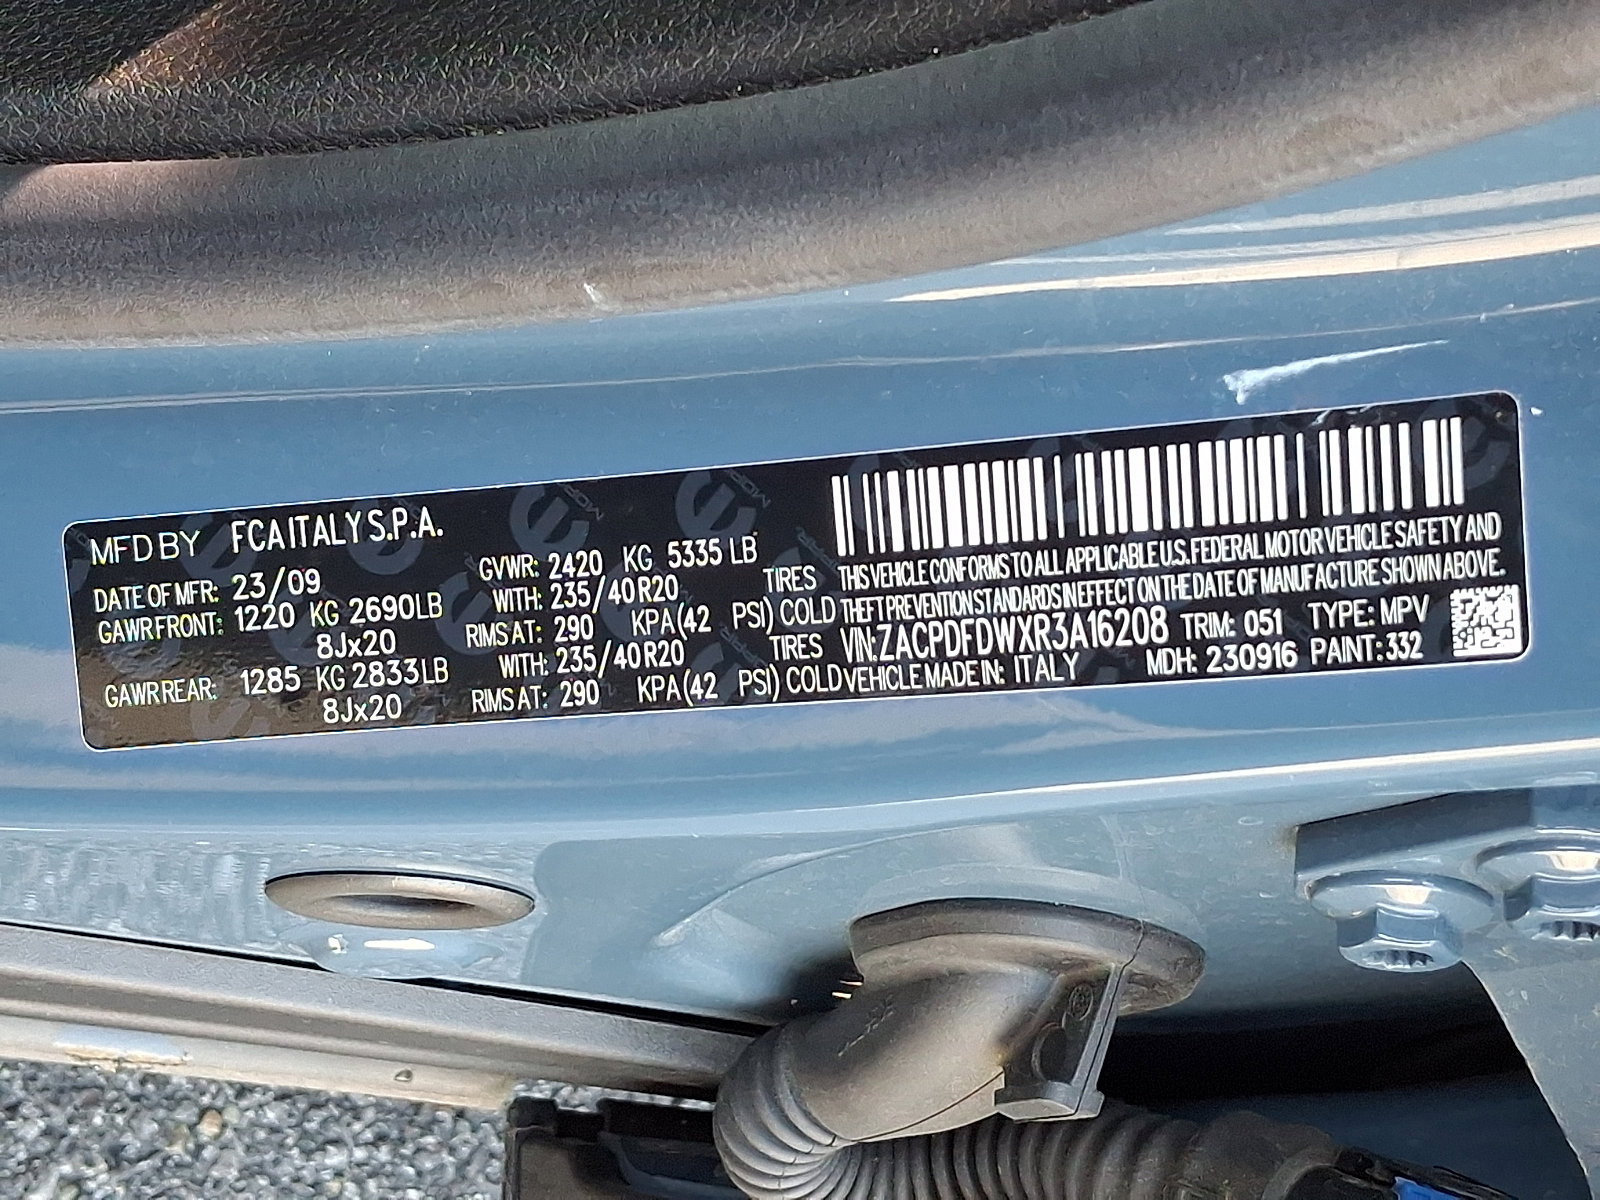 MFD BY FCA ITALY S.P.A.
DATE OF MFR: 23/09 GVWR: 2420 KG 5335 LB
GAWR FRONT: 1220 KG 2690LB WITH: 235/40R20 TIRES
8Jx20 RIMS AT: 290 KPA(42 PSI) COLD
GAWR REAR: 1285 KG 2833LB WITH: 235/40R20 TIRES
8Jx20 RIMS AT: 290 KPA(42 PSI) COLD
THIS VEHICLE CONFORMS TO ALL APPLICABLE U.S. FEDERAL MOTOR VEHICLE SAFETY AND
THEFT PREVENTION STANDARDS IN EFFECT ON THE DATE OF MANUFACTURE SHOWN ABOVE.
VIN: ZACPDFDWXR3A16208 TRIM: 051 TYPE: MPV
VEHICLE MADE IN: ITALY MDH: 230916 PAINT: 332